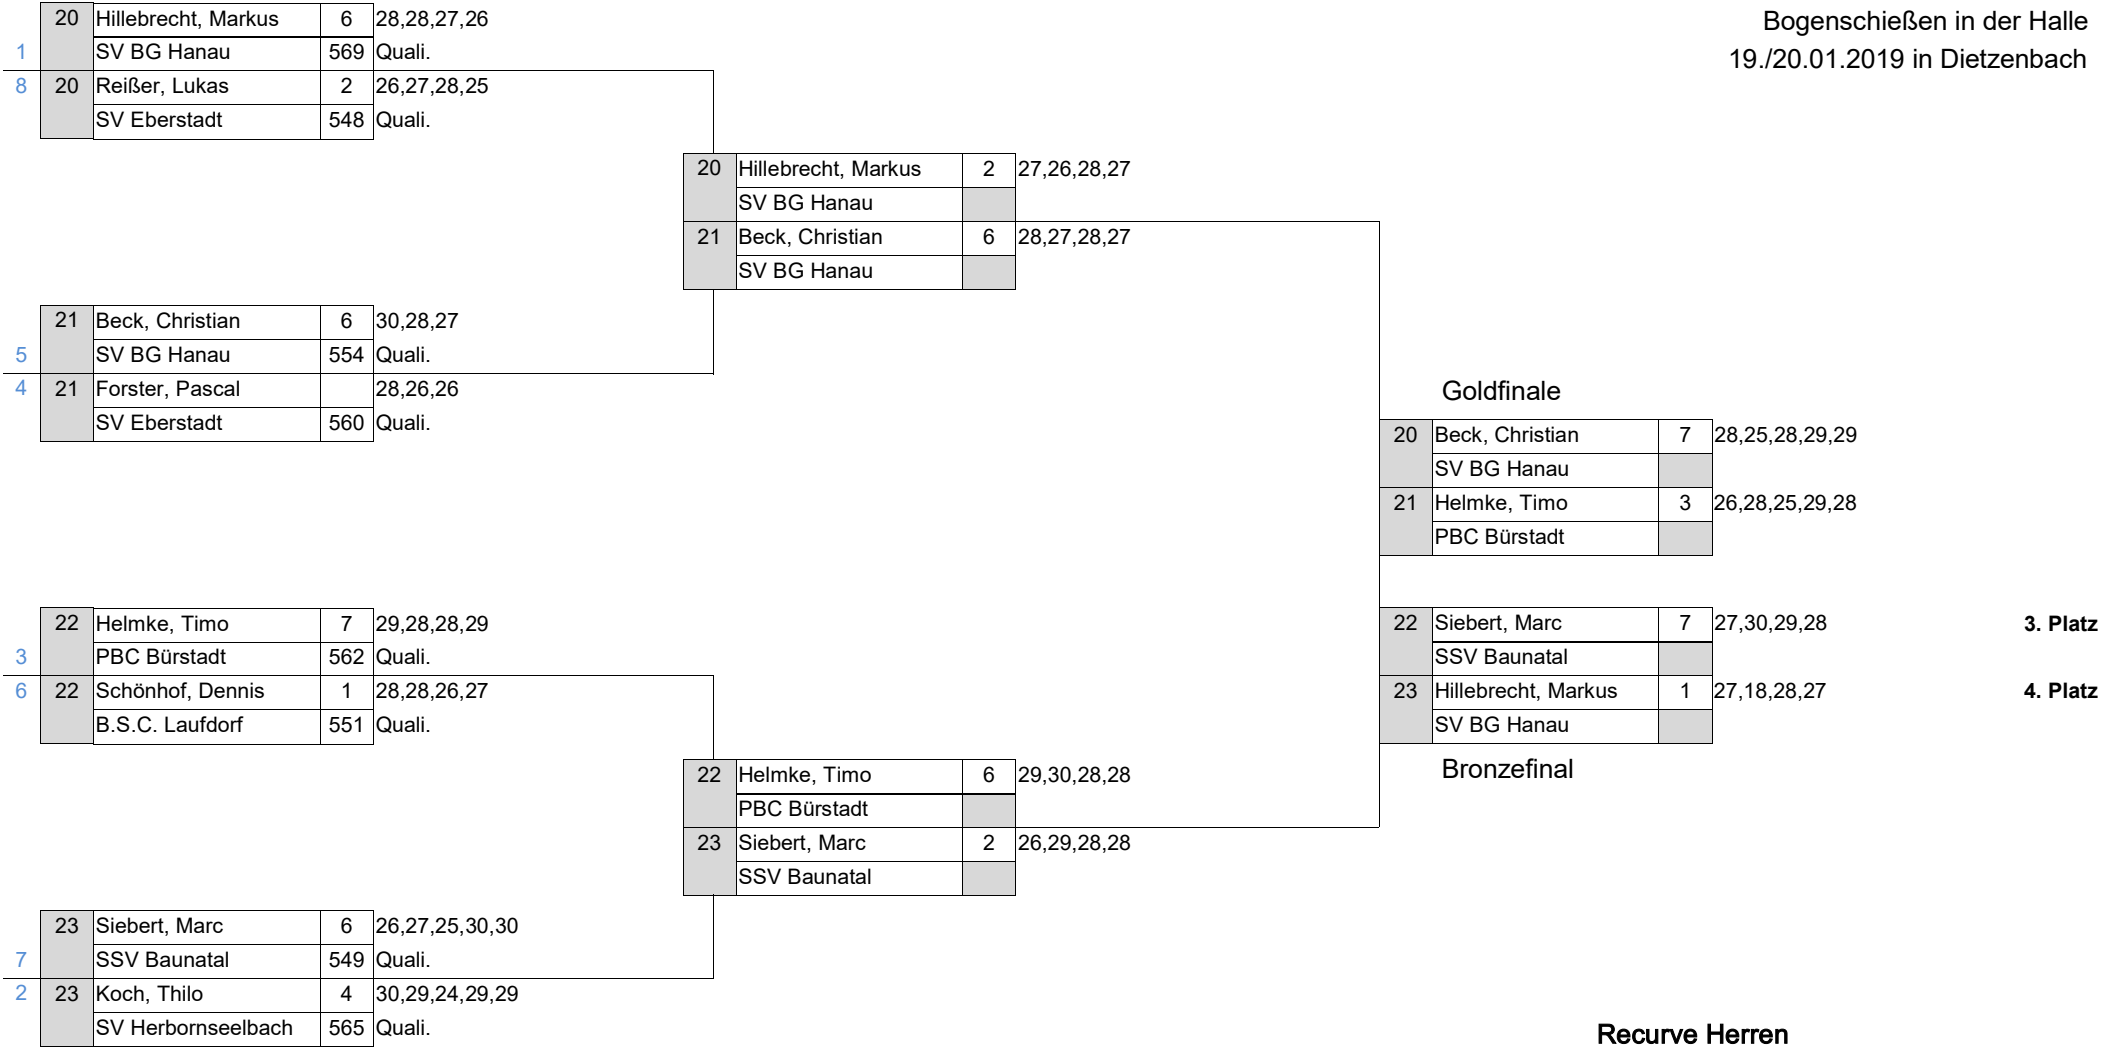 Bogenschießen in der Halle
19./20.01.2019 in Dietzenbach
20 Hillebrecht, Markus 6 28,28,27,26
1 SV BG Hanau 569 Quali.
8 20 Reißer, Lukas 2 26,27,28,25
SV Eberstadt 548 Quali.
20 Hillebrecht, Markus 2 27,26,28,27
SV BG Hanau
21 Beck, Christian 6 28,27,28,27
SV BG Hanau
21 Beck, Christian 6 30,28,27
5 SV BG Hanau 554 Quali.
4 21 Forster, Pascal 28,26,26
SV Eberstadt 560 Quali.
Goldfinale
20 Beck, Christian 7 28,25,28,29,29
SV BG Hanau
21 Helmke, Timo 3 26,28,25,29,28
PBC Bürstadt
22 Helmke, Timo 7 29,28,28,29
3 PBC Bürstadt 562 Quali.
6 22 Schönhof, Dennis 1 28,28,26,27
B.S.C. Laufdorf 551 Quali.
22 Siebert, Marc 7 27,30,29,28 3. Platz
SSV Baunatal
23 Hillebrecht, Markus 1 27,18,28,27 4. Platz
SV BG Hanau
Bronzefinal
22 Helmke, Timo 6 29,30,28,28
PBC Bürstadt
23 Siebert, Marc 2 26,29,28,28
SSV Baunatal
23 Siebert, Marc 6 26,27,25,30,30
7 SSV Baunatal 549 Quali.
2 23 Koch, Thilo 4 30,29,24,29,29
SV Herbornseelbach 565 Quali.
Recurve Herren